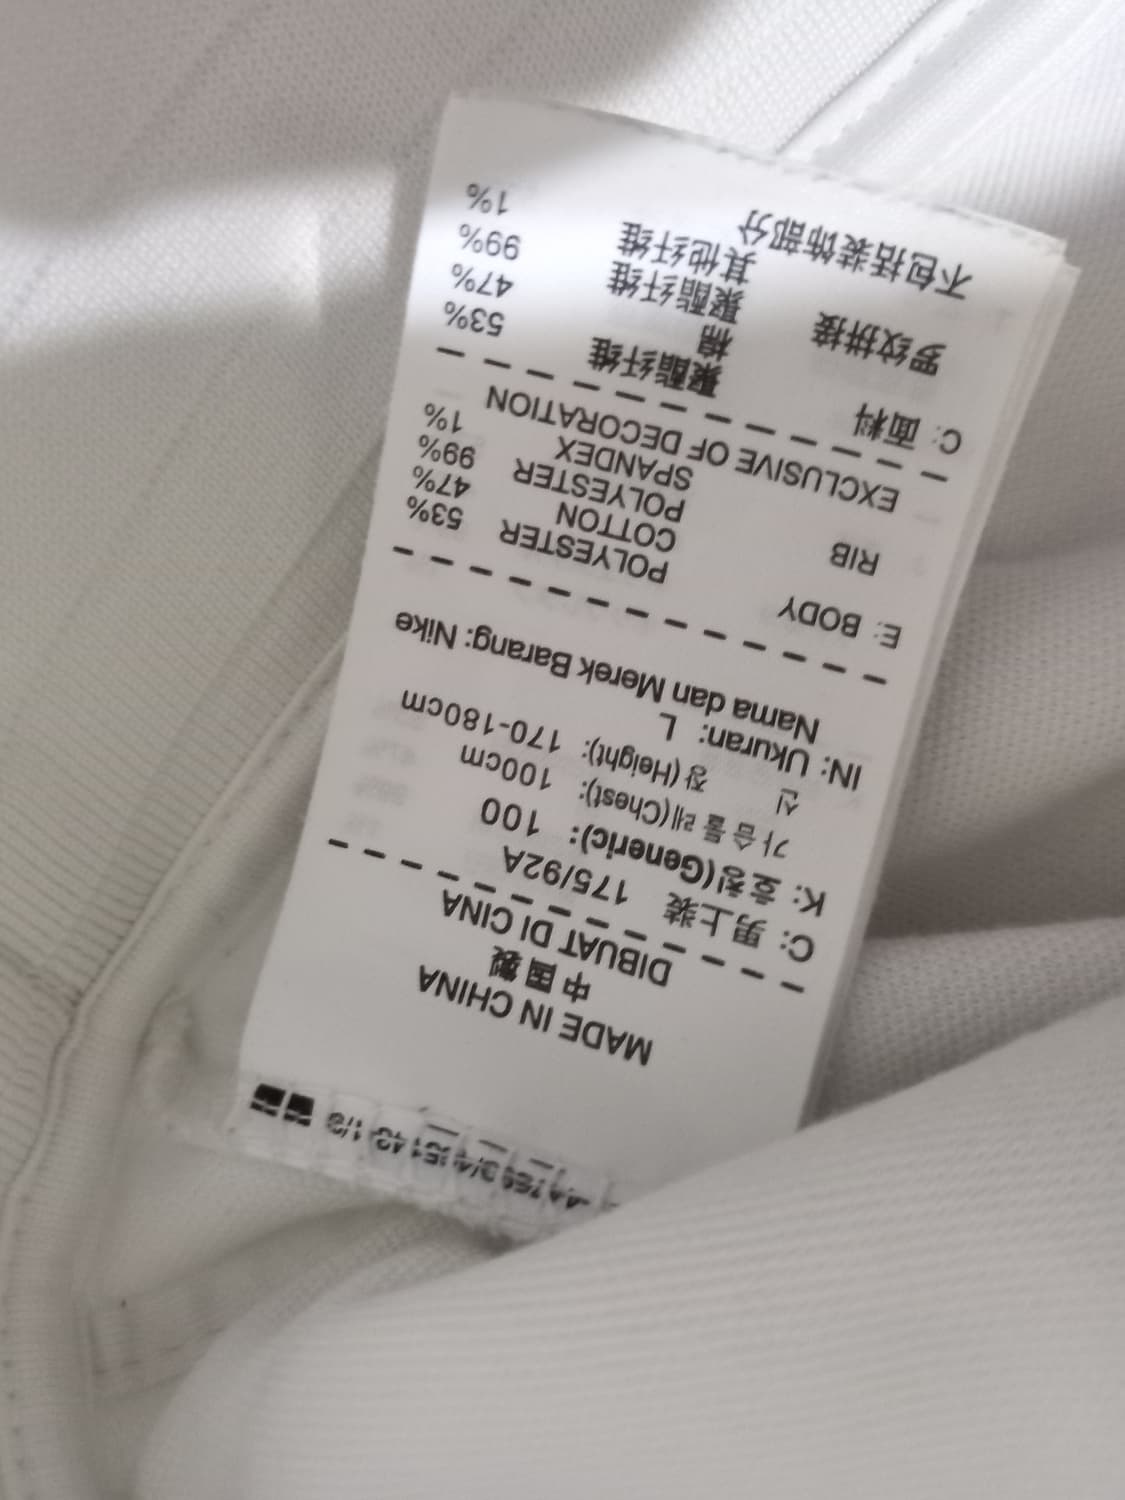 MADE IN CHINA
中国製
DIBUAT DI CINA
C: 男上装 175/92A
K: 호칭(Generic): 100
가슴둘레(Chest): 100cm
신 장(Height): 170-180cm
IN: Ukuran: L
Nama dan Merek Barang: Nike
E: BODY POLYESTER 53%
COTTON 47%
RIB POLYESTER 99%
SPANDEX 1%
EXCLUSIVE OF DECORATION
C: 面料 聚酯纤维 53%
棉 47%
罗纹拼接 聚酯纤维 99%
其他纤维 1%
不包括装饰部分